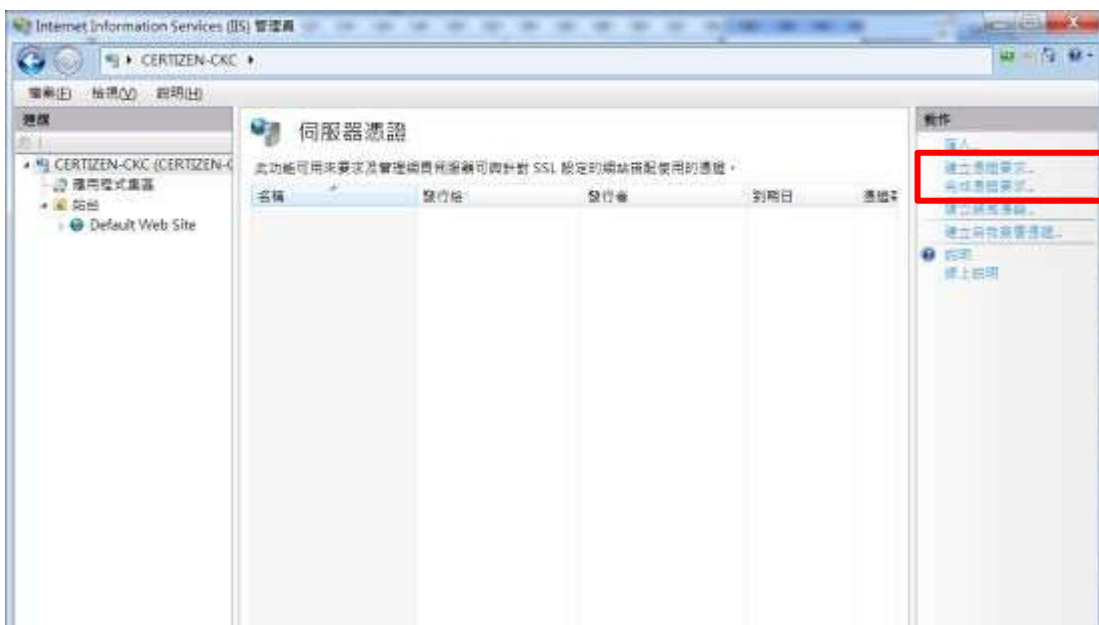 Internet Information Services (IIS) 管理員
CERTIZEN-CKC
檔案(F) 檢視(V) 說明(H)
連線
CERTIZEN-CKC (CERTIZEN-C
應用程式集區
站台
Default Web Site
伺服器憑證
此功能可用來要求及管理網頁伺服器可與針對 SSL 設定的網站搭配使用的憑證。
名稱 發行給 發行者 到期日 憑證
動作
匯入...
建立憑證要求...
完成憑證要求...
建立網域憑證...
建立自我簽署憑證...
說明
線上說明